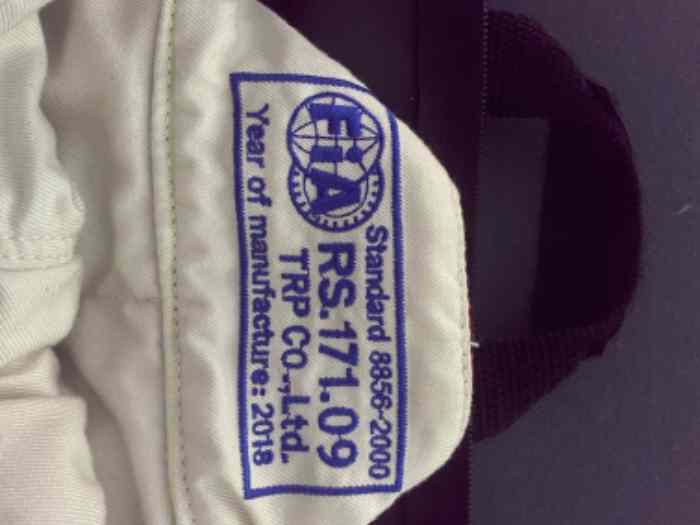 FiA
Standard 8856-2000
RS.171.09
TRP Co.,Ltd.
Year of manufacture: 2018